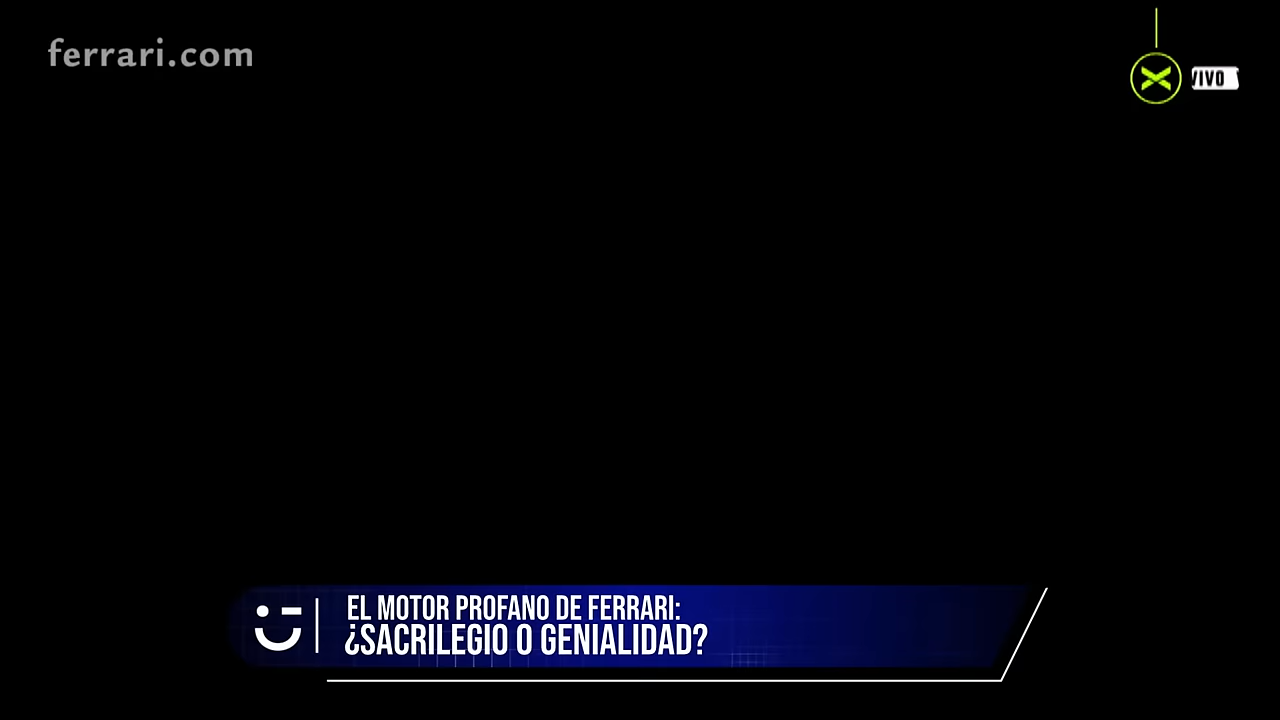 ferrari.com
VIVO
EL MOTOR PROFANO DE FERRARI:
¿SACRILEGIO O GENIALIDAD?